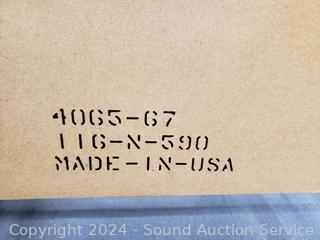 4065-67
116-N-590
MADE-IN-USA
Copyright 2024 - Sound Auction Service